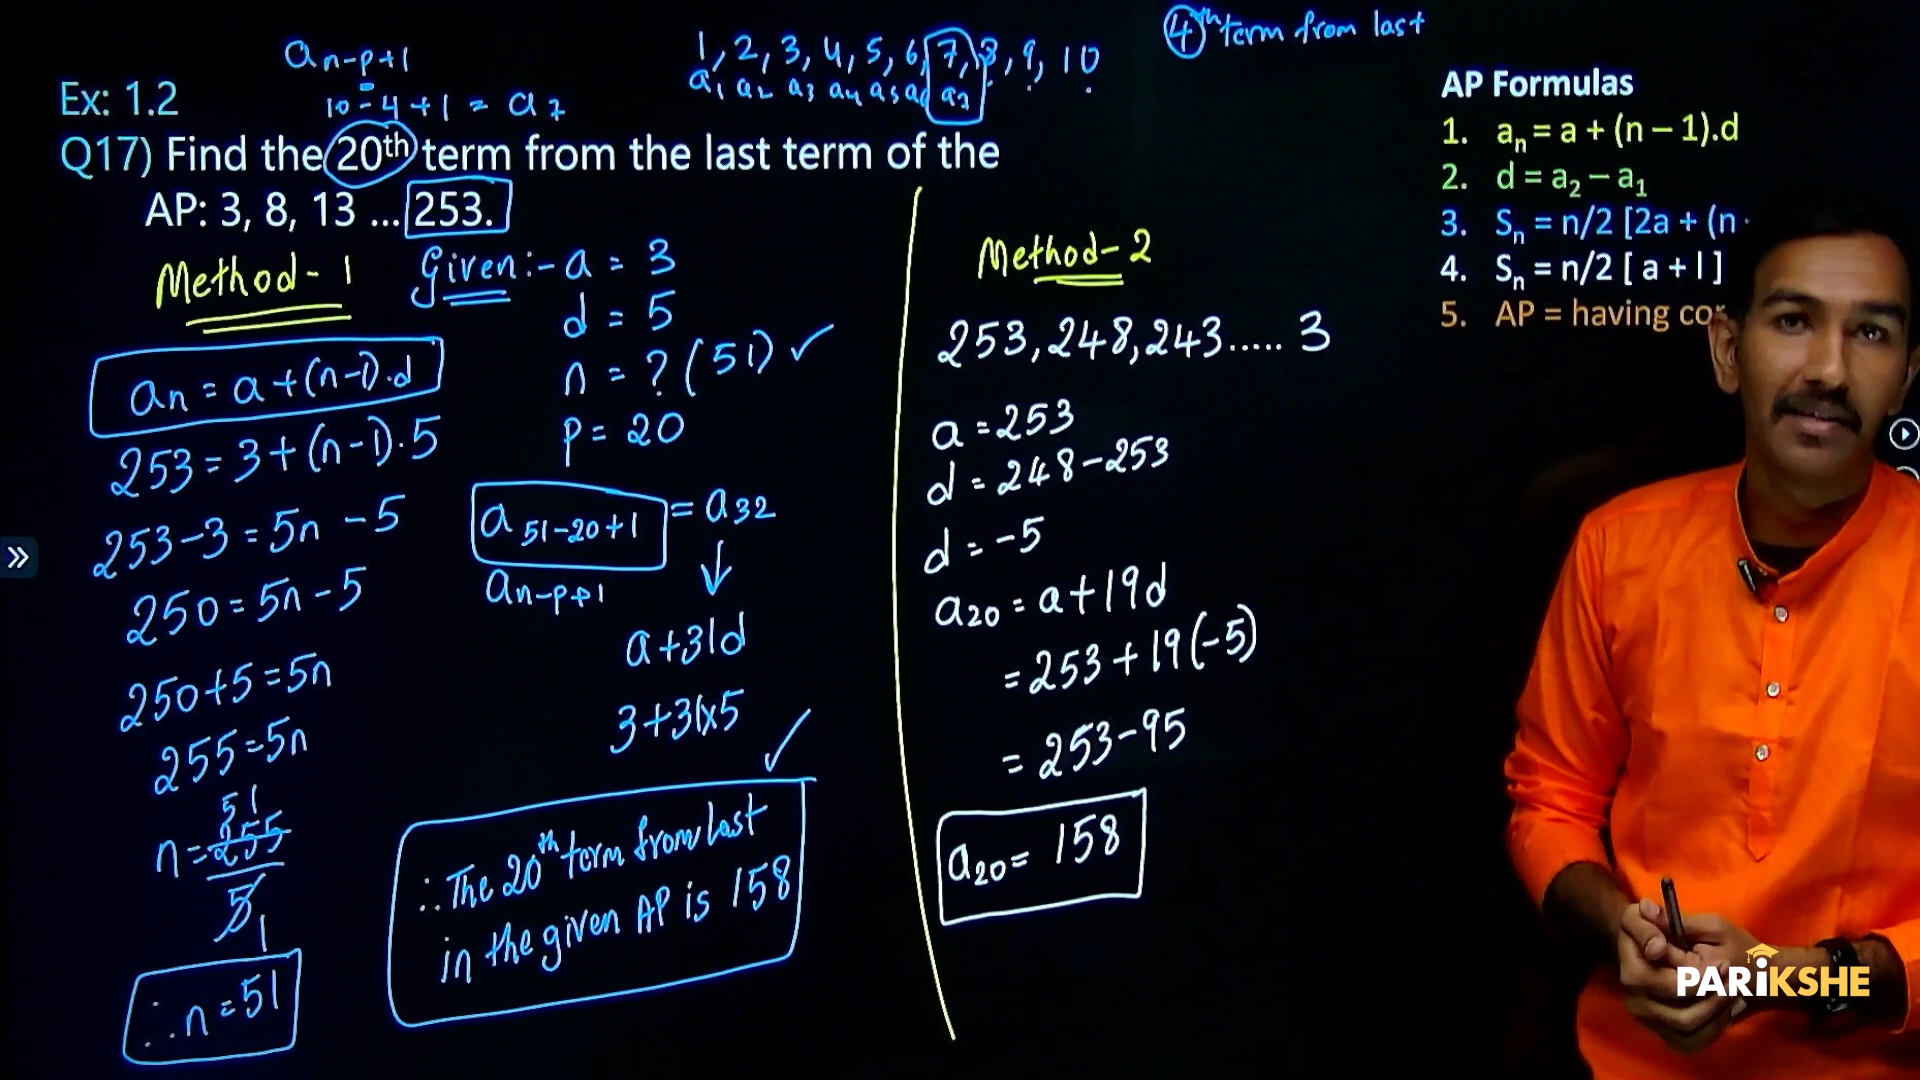 a n-p+1
10-4+1 = a7
1, 2, 3, 4, 5, 6, 7, 8, 9, 10
a1 a2 a3 a4 a5 a6 a7
4th term from last
Ex: 1.2
Q17) Find the 20th term from the last term of the
AP: 3, 8, 13 ... 253.
AP Formulas
1. an = a + (n – 1).d
2. d = a2 – a1
3. Sn = n/2 [2a + (n -
4. Sn = n/2 [ a + l ]
5. AP = having
Method - 1
an = a + (n-1).d
253 = 3 + (n-1).5
253-3 = 5n - 5
250 = 5n - 5
250+5 = 5n
255 = 5n
51
n = 255
5
1
∴ n = 51
Given :- a = 3
d = 5
n = ? (51) ✓
p = 20
a 51-20+1 = a32
a n-p+1
↓
a+31d
3+31x5
✓
∴ The 20th term from last
in the given AP is 158
Method - 2
253, 248, 243 ..... 3
a = 253
d = 248-253
d = -5
a20 = a+19d
= 253+19(-5)
= 253-95
a20 = 158
PARiKSHE